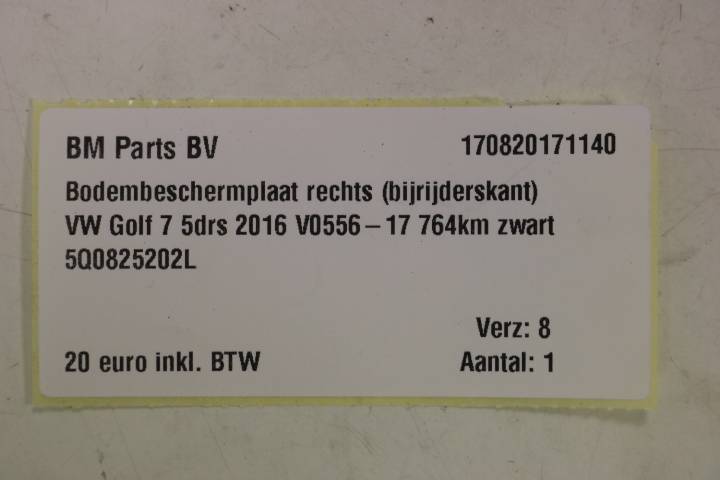 BM Parts BV 170820171140
Bodembeschermplaat rechts (bijrijderskant)
VW Golf 7 5drs 2016 V0556 – 17 764km zwart
5Q0825202L
Verz: 8
20 euro inkl. BTW Aantal: 1